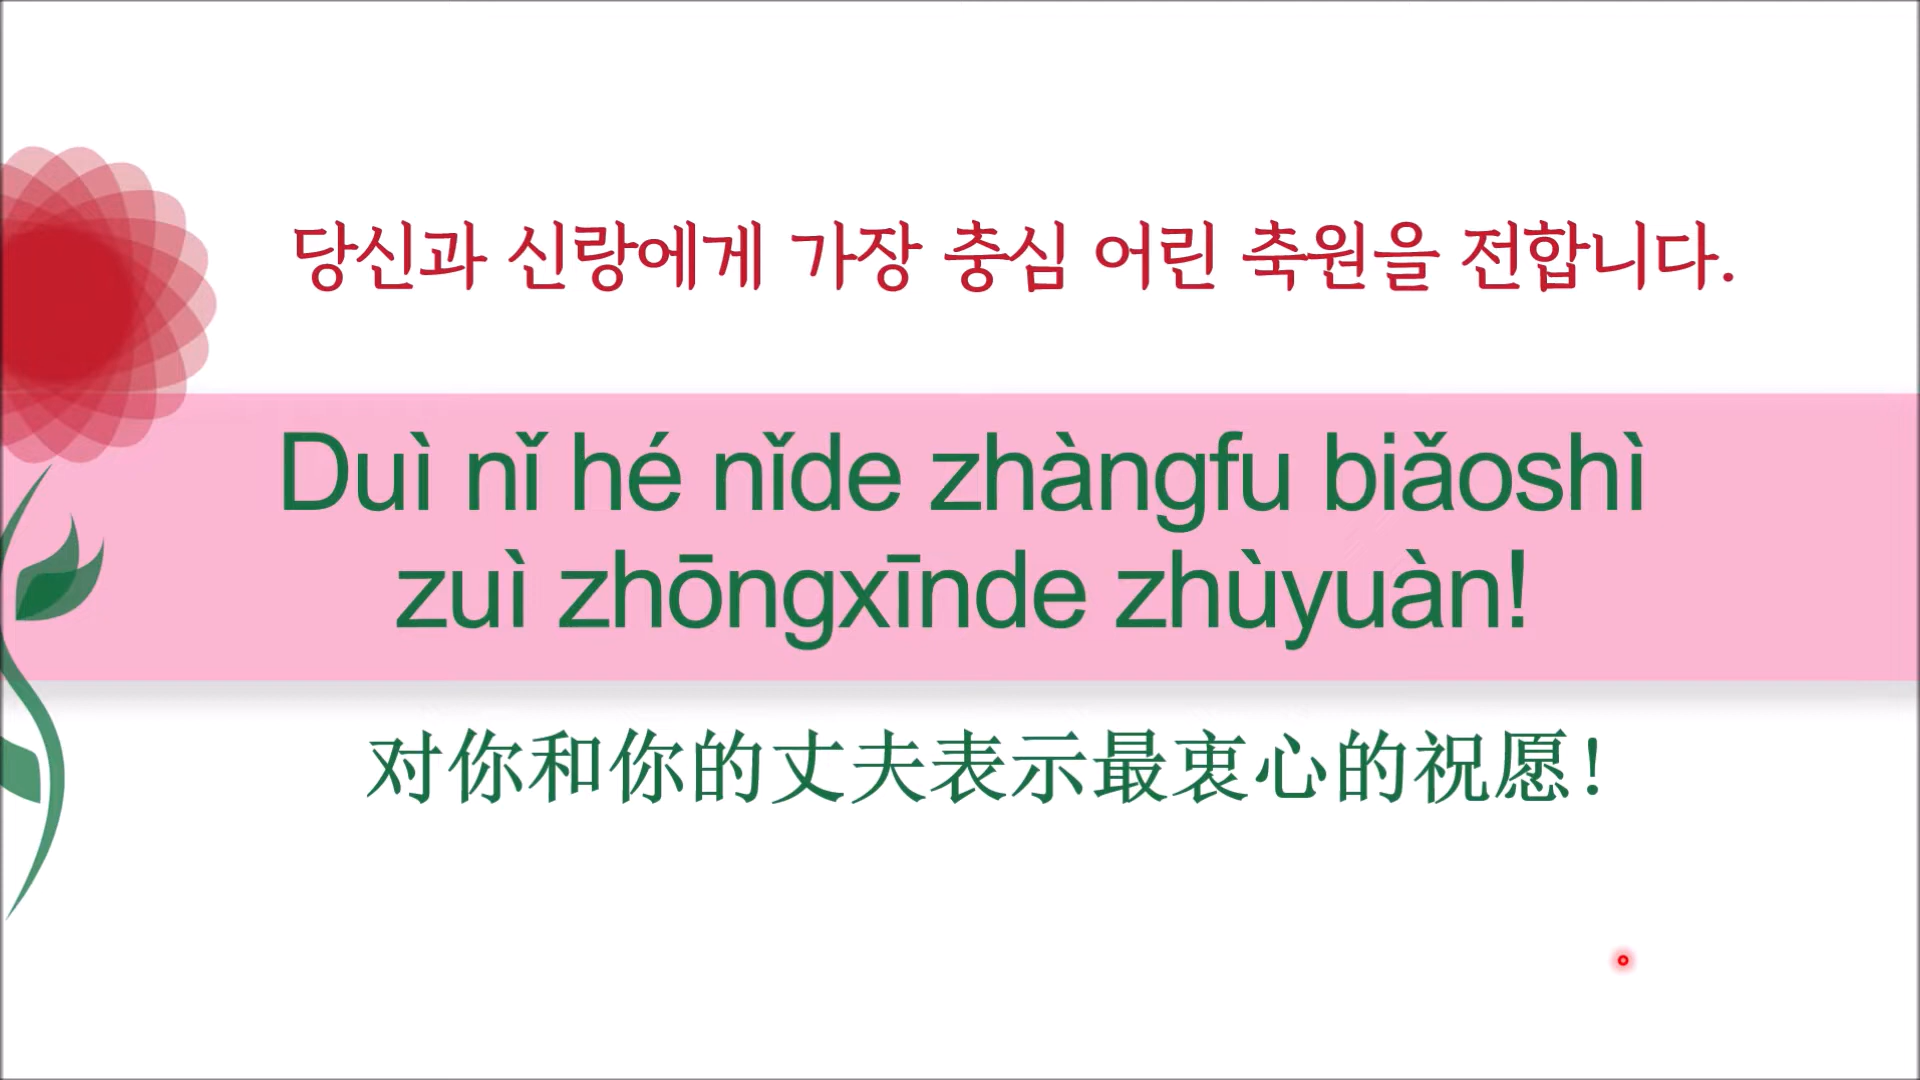 당신과 신랑에게 가장 충심 어린 축원을 전합니다.
Duì nǐ hé nǐde zhàngfu biǎoshì
zuì zhōngxīnde zhùyuàn!
对你和你的丈夫表示最衷心的祝愿!